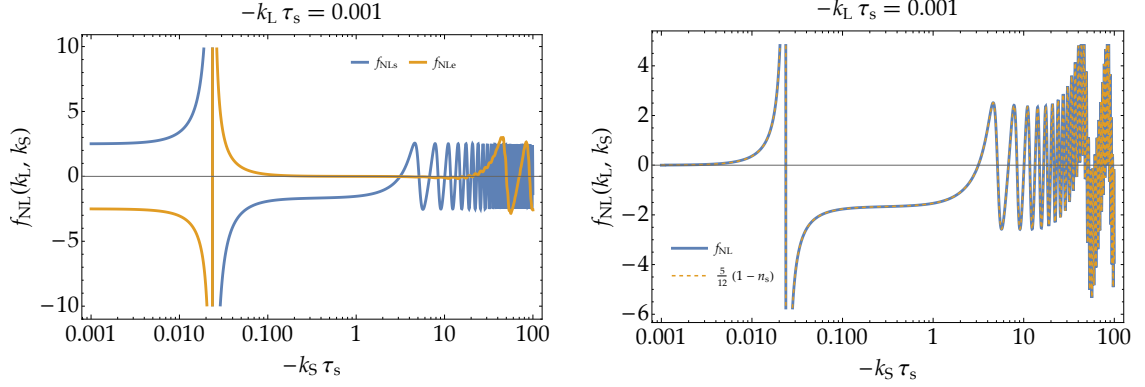 −k_L τ_s = 0.001
f_NL(k_L, k_S)
10
5
0
−5
−10
f_NLs f_NLe
0.001 0.010 0.100 1 10 100
−k_S τ_s
−k_L τ_s = 0.001
f_NL(k_L, k_S)
4
2
0
−2
−4
−6
f_NL
5/12 (1 − n_s)
0.001 0.010 0.100 1 10 100
−k_S τ_s